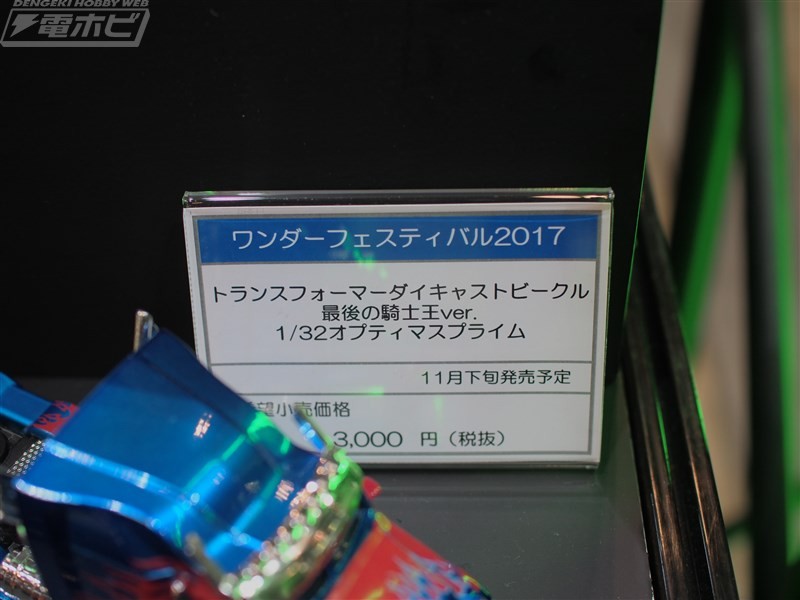 DENGEKI HOBBY WEB
電ホビ
ワンダーフェスティバル2017
トランスフォーマーダイキャストビークル
最後の騎士王ver.
1/32オプティマスプライム
11月下旬発売予定
望小売価格
3,000 円（税抜）